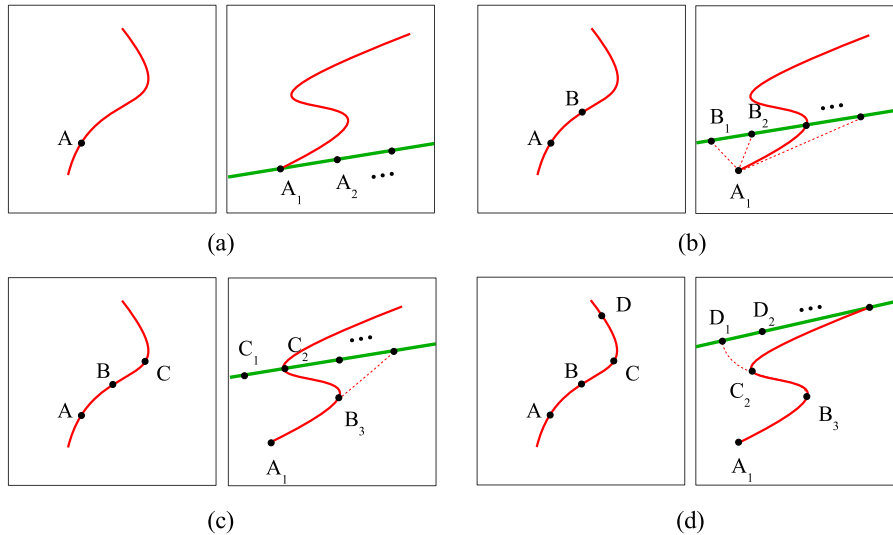 A
A₁ A₂ •••
(a)
A B
B₁ B₂ •••
A₁
(b)
A B C
C₁ C₂ •••
B₃
A₁
(c)
A B C D
D₁ D₂ •••
C₂
B₃
A₁
(d)